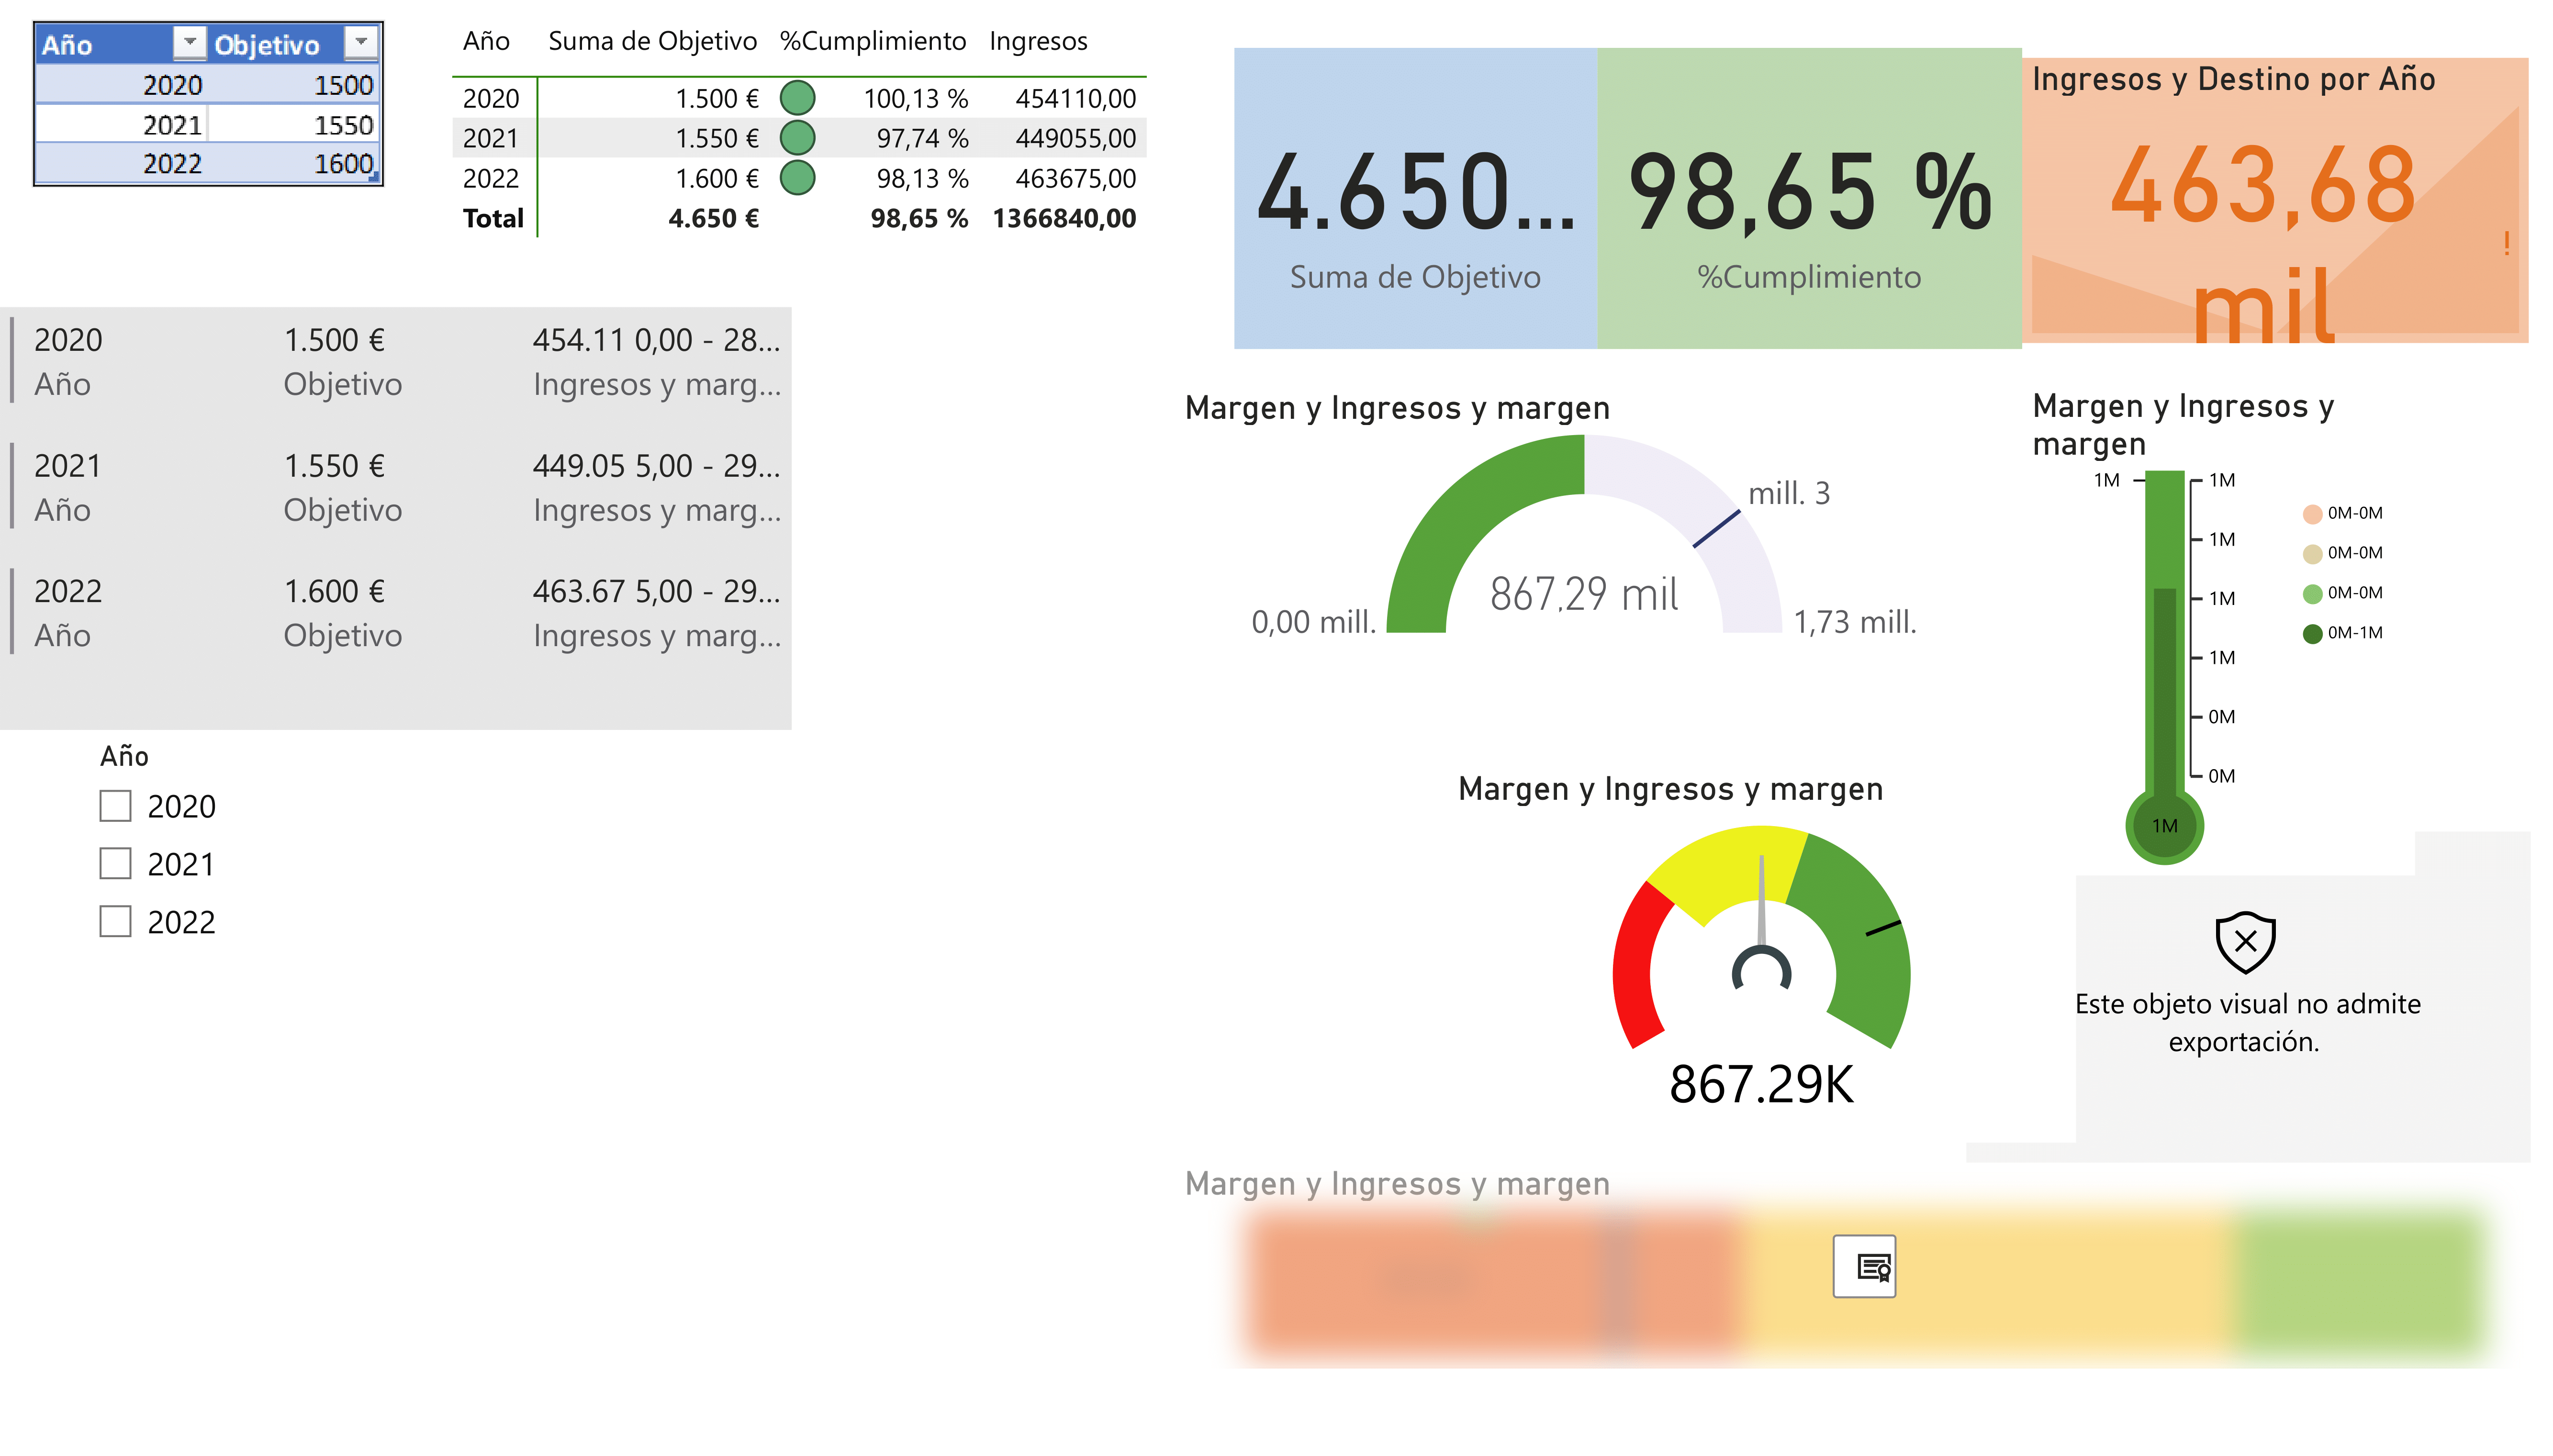 Año Objetivo
2020 1500
2021 1550
2022 1600
Año Suma de Objetivo %Cumplimiento Ingresos
2020 1.500 € 100,13 % 454110,00
2021 1.550 € 97,74 % 449055,00
2022 1.600 € 98,13 % 463675,00
Total 4.650 € 98,65 % 1366840,00
4.650...
Suma de Objetivo
98,65 %
%Cumplimiento
Ingresos y Destino por Año
463,68
!
mil
2020 1.500 € 454.11 0,00 - 28...
Año Objetivo Ingresos y marg...
2021 1.550 € 449.05 5,00 - 29...
Año Objetivo Ingresos y marg...
2022 1.600 € 463.67 5,00 - 29...
Año Objetivo Ingresos y marg...
Año
2020
2021
2022
Margen y Ingresos y margen
mill. 3
867,29 mil
0,00 mill. 1,73 mill.
Margen y Ingresos y
margen
1M 1M
1M
1M
1M
0M
0M
1M
0M-0M
0M-0M
0M-0M
0M-1M
Margen y Ingresos y margen
867.29K
Este objeto visual no admite
exportación.
Margen y Ingresos y margen